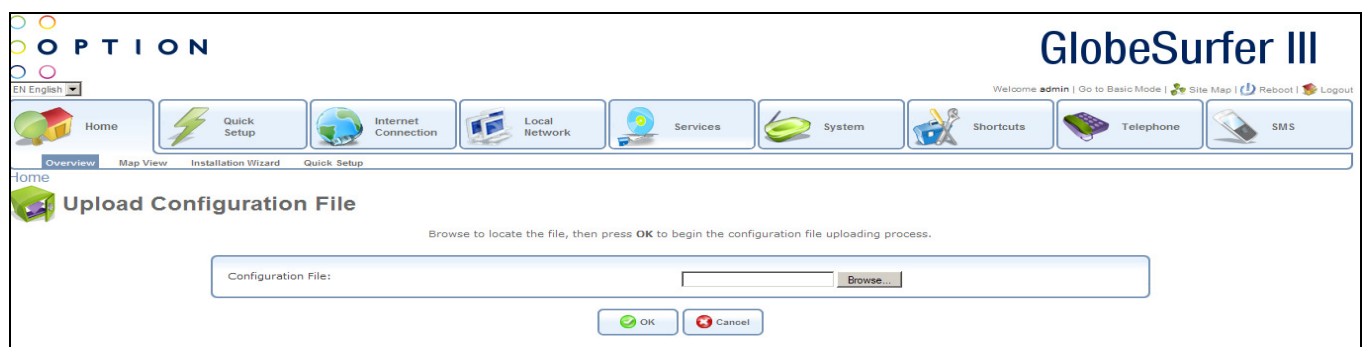 OPTION
GlobeSurfer III
EN English
Welcome admin | Go to Basic Mode | Site Map | Reboot | Logout
Home
Quick Setup
Internet Connection
Local Network
Services
System
Shortcuts
Telephone
SMS
Overview Map View Installation Wizard Quick Setup
Home
Upload Configuration File
Browse to locate the file, then press OK to begin the configuration file uploading process.
Configuration File: Browse...
OK Cancel